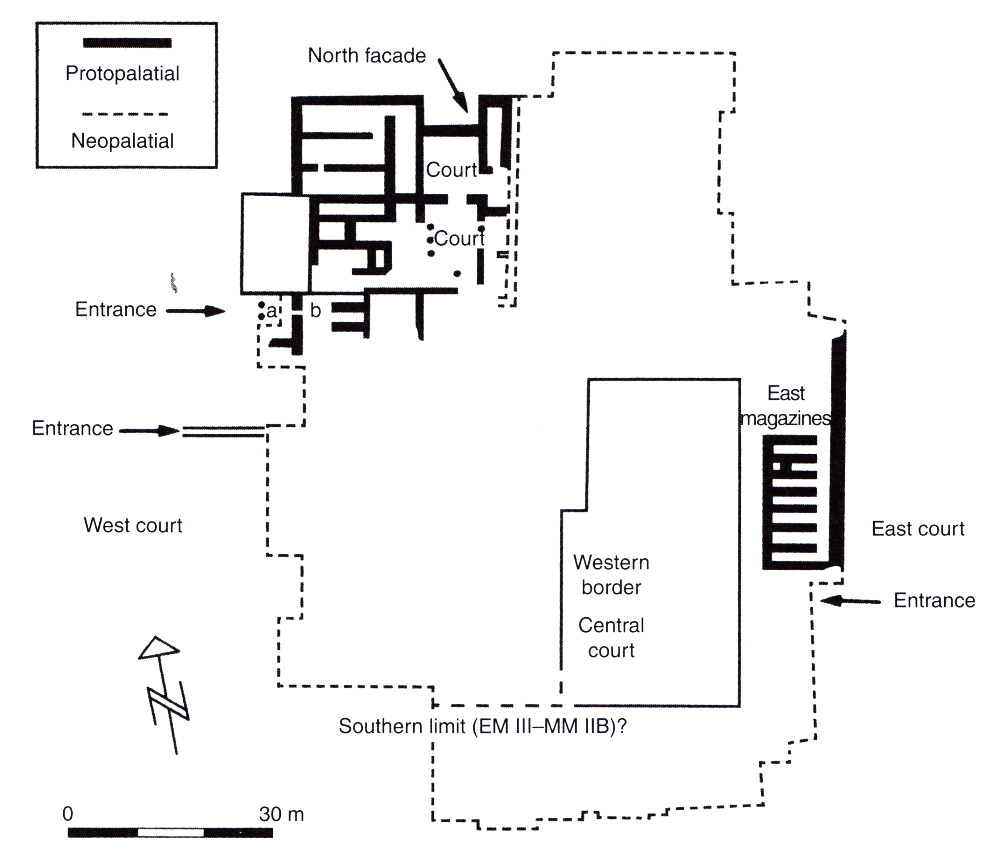 Protopalatial
Neopalatial
North facade
Court
Court
Entrance
a
b
Entrance
East
magazines
West court
East court
Western
border
Central
court
Entrance
Southern limit (EM III–MM IIB)?
0
30 m